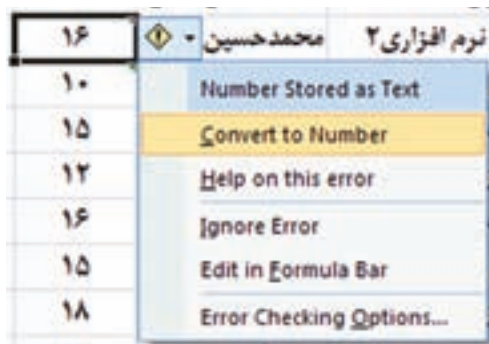 نرم افزاری۲ محمدحسین ۱۶
۱۰
Number Stored as Text
۱۵
Convert to Number
۱۲
Help on this error
۱۶
Ignore Error
۱۵
Edit in Formula Bar
۱۸
Error Checking Options...